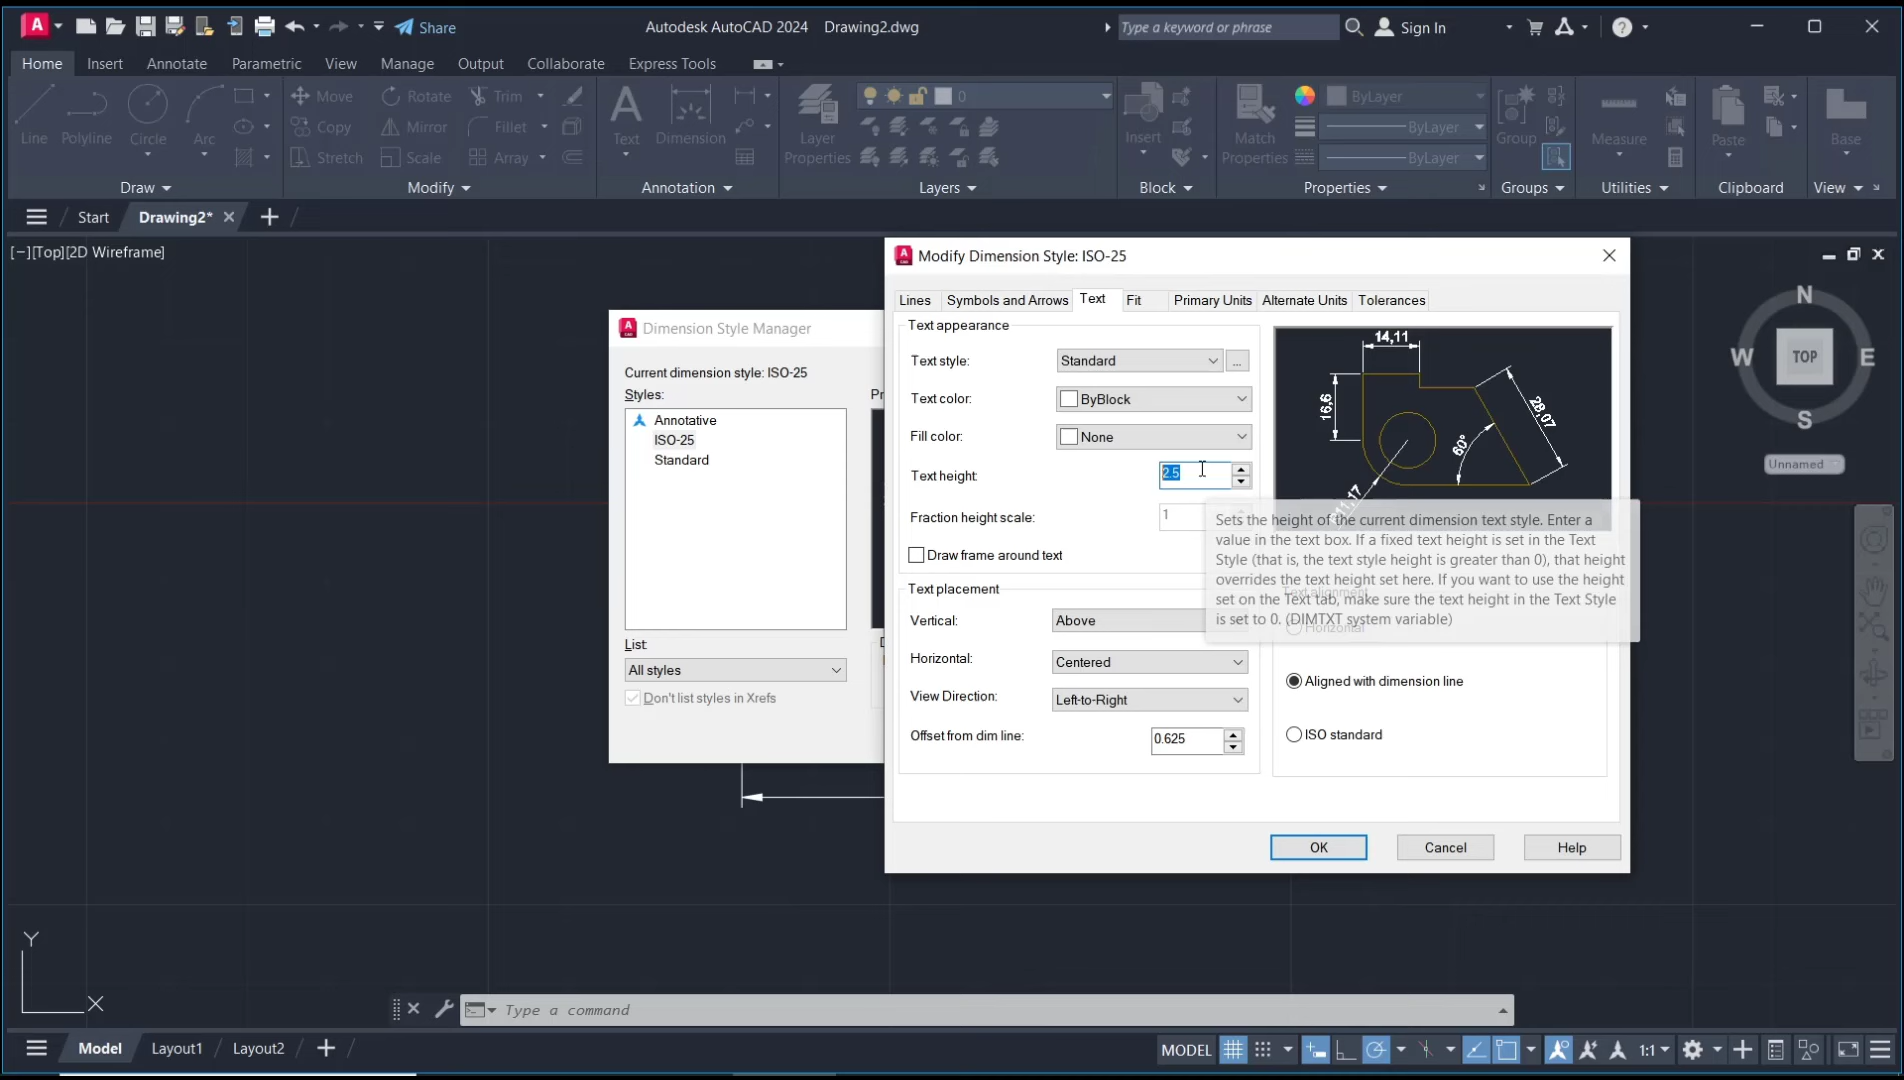 A
Share
Autodesk AutoCAD 2024 Drawing2.dwg
Type a keyword or phrase
Sign In
?
Home Insert Annotate Parametric View Manage Output Collaborate Express Tools
Line Polyline Circle Arc
Move Rotate Trim
Copy Mirror Fillet
Stretch Scale Array
Text Dimension
Layer
Properties
0
Insert
Match
Properties
ByLayer
ByLayer
ByLayer
Group
Measure
Paste
Base
Draw Modify Annotation Layers Block Properties Groups Utilities Clipboard View
Start Drawing2*
[−][Top][2D Wireframe]
N
W TOP E
S
Unnamed
Dimension Style Manager
Current dimension style: ISO-25
Styles:
Pr
Annotative
ISO-25
Standard
List:
All styles
Don't list styles in Xrefs
Modify Dimension Style: ISO-25
Lines Symbols and Arrows Text Fit Primary Units Alternate Units Tolerances
Text appearance
Text style: Standard ...
Text color: ByBlock
Fill color: None
Text height: 2.5
Fraction height scale: 1
Draw frame around text
14,11
16,6
28,07
60°
Sets the height of the current dimension text style. Enter a
value in the text box. If a fixed text height is set in the Text
Style (that is, the text style height is greater than 0), that height
overrides the text height set here. If you want to use the height
set on the Text tab, make sure the text height in the Text Style
is set to 0. (DIMTXT system variable)
Text placement
Vertical: Above
Horizontal: Centered
View Direction: Left-to-Right
Offset from dim line: 0.625
Text alignment
Horizontal
Aligned with dimension line
ISO standard
OK Cancel Help
Y
X
Type a command
Model Layout1 Layout2
MODEL
1:1